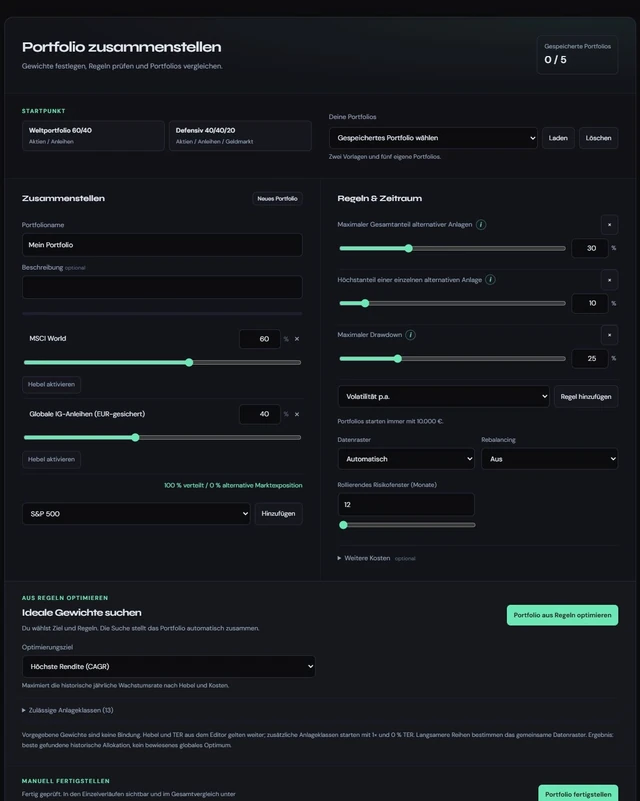 Portfolio zusammenstellen
Gewichte festlegen, Regeln prüfen und Portfolios vergleichen.
Gespeicherte Portfolios
0 / 5
STARTPUNKT
Weltportfolio 60/40
Aktien / Anleihen
Defensiv 40/40/20
Aktien / Anleihen / Geldmarkt
Deine Portfolios
Gespeichertes Portfolio wählen
Laden
Löschen
Zwei Vorlagen und fünf eigene Portfolios.
Zusammenstellen
Neues Portfolio
Portfolioname
Mein Portfolio
Beschreibung optional
MSCI World
60 % ×
Hebel aktivieren
Globale IG-Anleihen (EUR-gesichert)
40 % ×
Hebel aktivieren
100 % verteilt / 0 % alternative Marktexposition
S&P 500
Hinzufügen
Regeln & Zeitraum
Maximaler Gesamtanteil alternativer Anlagen i ×
30 %
Höchstanteil einer einzelnen alternativen Anlage i ×
10 %
Maximaler Drawdown i ×
25 %
Volatilität p.a.
Regel hinzufügen
Portfolios starten immer mit 10.000 €.
Datenraster
Rebalancing
Automatisch
Aus
Rollierendes Risikofenster (Monate)
12
Weitere Kosten optional
AUS REGELN OPTIMIEREN
Ideale Gewichte suchen
Du wählst Ziel und Regeln. Die Suche stellt das Portfolio automatisch zusammen.
Portfolio aus Regeln optimieren
Optimierungsziel
Höchste Rendite (CAGR)
Maximiert die historische jährliche Wachstumsrate nach Hebel und Kosten.
Zulässige Anlageklassen (13)
Vorgegebene Gewichte sind keine Bindung. Hebel und TER aus dem Editor gelten weiter; zusätzliche Anlageklassen starten mit 1× und 0 % TER. Langsamere Reihen bestimmen das gemeinsame Datenraster. Ergebnis:
beste gefundene historische Allokation, kein bewiesenes globales Optimum.
MANUELL FERTIGSTELLEN
Fertig geprüft. In den Einzelverläufen sichtbar und im Gesamtvergleich unter
Portfolio fertigstellen